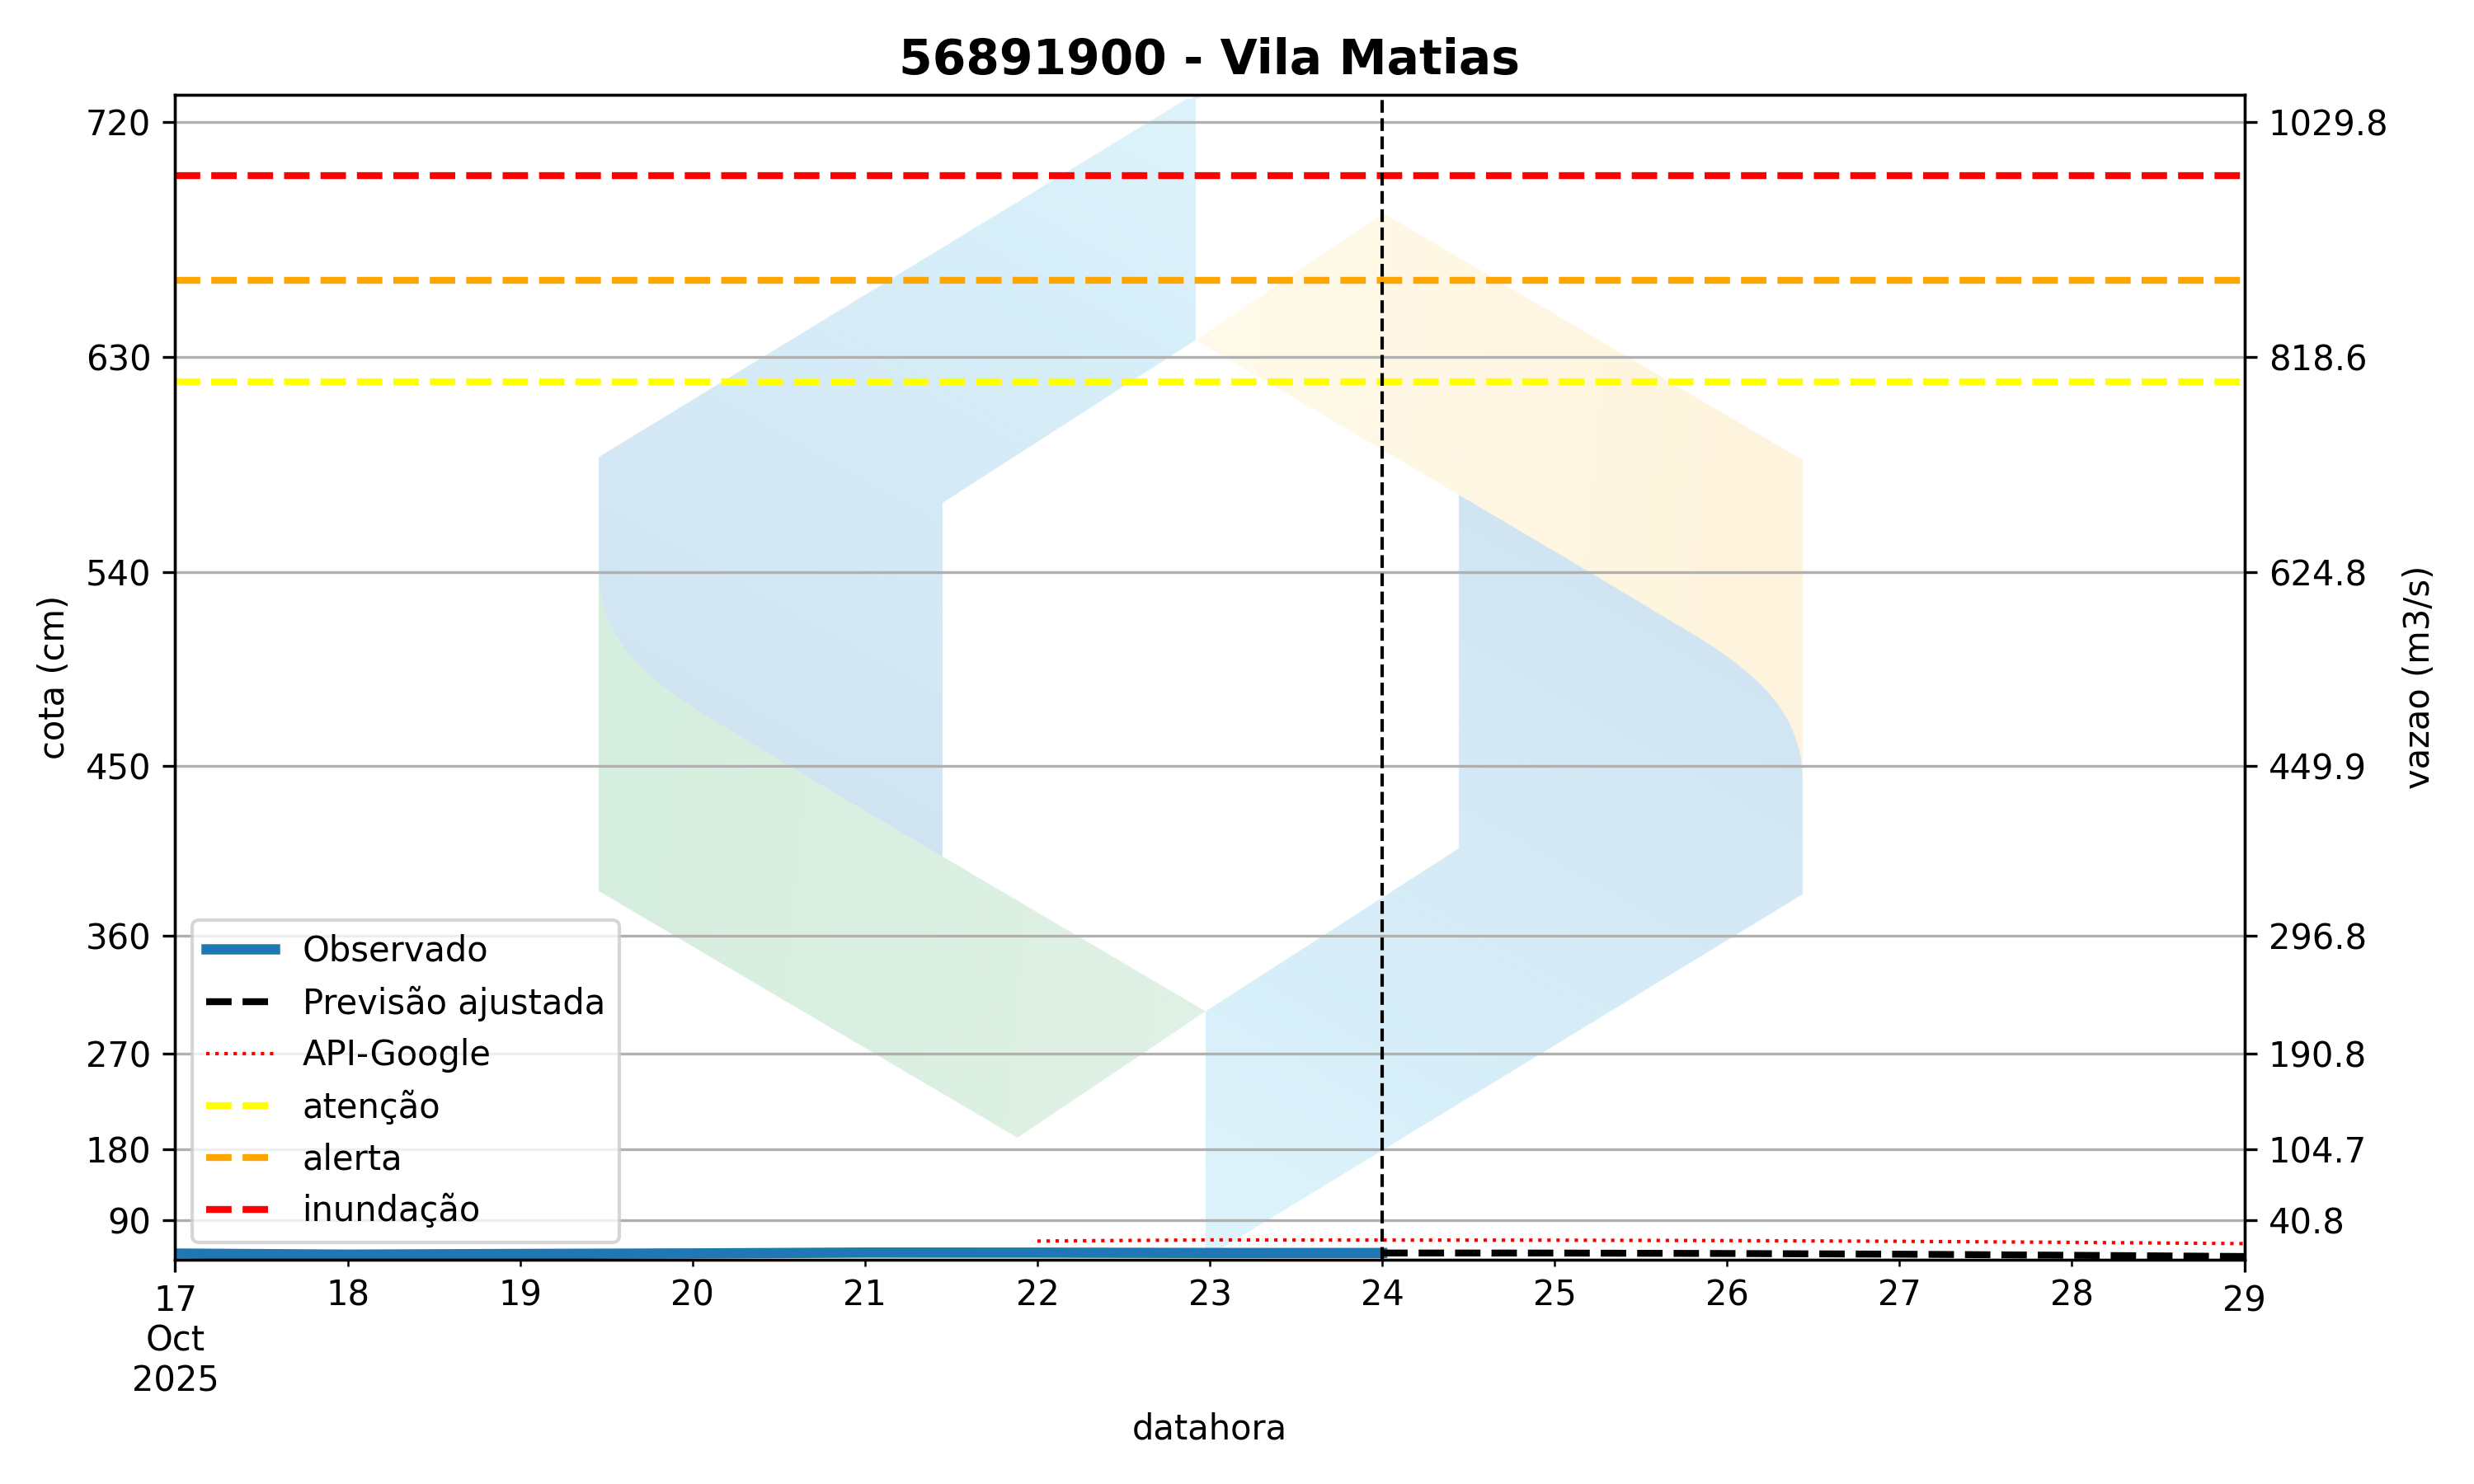 56891900 - Vila Matias
720
630
540
450
360
270
180
90
cota (cm)
1029.8
818.6
624.8
449.9
296.8
190.8
104.7
40.8
vazao (m3/s)
Observado
Previsão ajustada
API-Google
atenção
alerta
inundação
17 18 19 20 21 22 23 24 25 26 27 28 29
Oct
2025
datahora